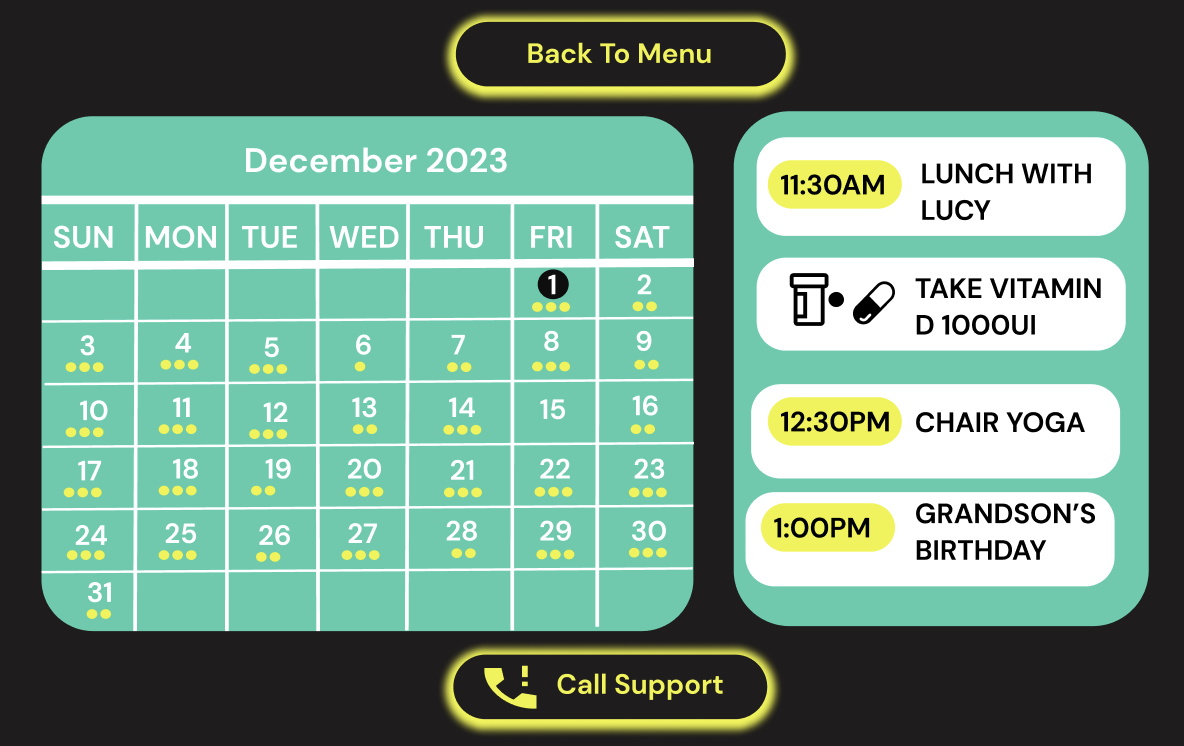 Back To Menu
December 2023
SUN MON TUE WED THU FRI SAT
1 2
3 4 5 6 7 8 9
10 11 12 13 14 15 16
17 18 19 20 21 22 23
24 25 26 27 28 29 30
31
11:30AM LUNCH WITH
LUCY
TAKE VITAMIN
D 1000UI
12:30PM CHAIR YOGA
1:00PM GRANDSON’S
BIRTHDAY
Call Support